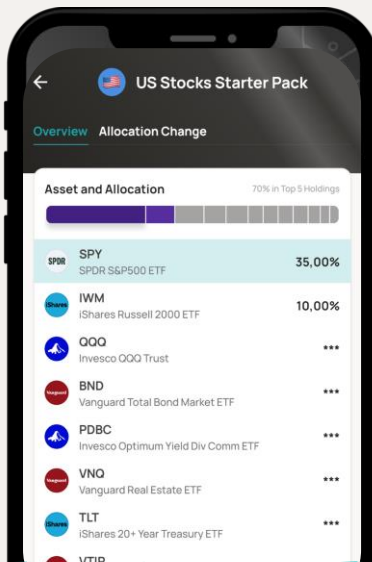 US Stocks Starter Pack
Overview Allocation Change
Asset and Allocation 70% in Top 5 Holdings
SPDR SPY 35,00%
SPDR S&P500 ETF
iShares IWM 10,00%
iShares Russell 2000 ETF
QQQ ***
Invesco QQQ Trust
Vanguard BND ***
Vanguard Total Bond Market ETF
PDBC ***
Invesco Optimum Yield Div Comm ETF
Vanguard VNQ ***
Vanguard Real Estate ETF
iShares TLT ***
iShares 20+ Year Treasury ETF
VTIP